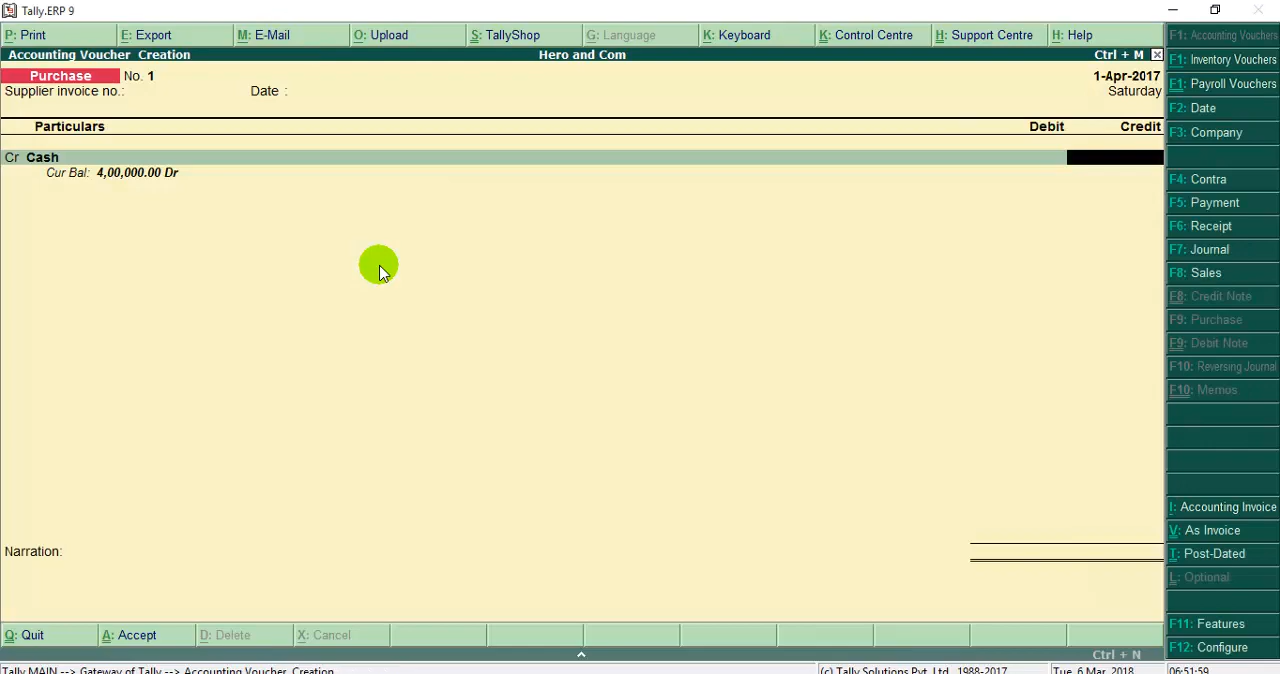 Tally.ERP 9
P: Print E: Export M: E-Mail O: Upload S: TallyShop G: Language K: Keyboard K: Control Centre H: Support Centre H: Help
Accounting Voucher Creation Hero and Com Ctrl + M
Purchase No. 1 1-Apr-2017
Supplier invoice no.: Date : Saturday
Particulars Debit Credit
Cr Cash
Cur Bal: 4,00,000.00 Dr
Narration:
F1: Accounting Vouchers
F1: Inventory Vouchers
F1: Payroll Vouchers
F2: Date
F3: Company
F4: Contra
F5: Payment
F6: Receipt
F7: Journal
F8: Sales
F8: Credit Note
F9: Purchase
F9: Debit Note
F10: Reversing Journal
F10: Memos
I: Accounting Invoice
V: As Invoice
T: Post-Dated
L: Optional
F11: Features
F12: Configure
Q: Quit A: Accept D: Delete X: Cancel
Ctrl + N
Tally MAIN --> Gateway of Tally --> Accounting Voucher Creation (c) Tally Solutions Pvt. Ltd., 1988-2017 Tue, 6 Mar, 2018 06:51:59